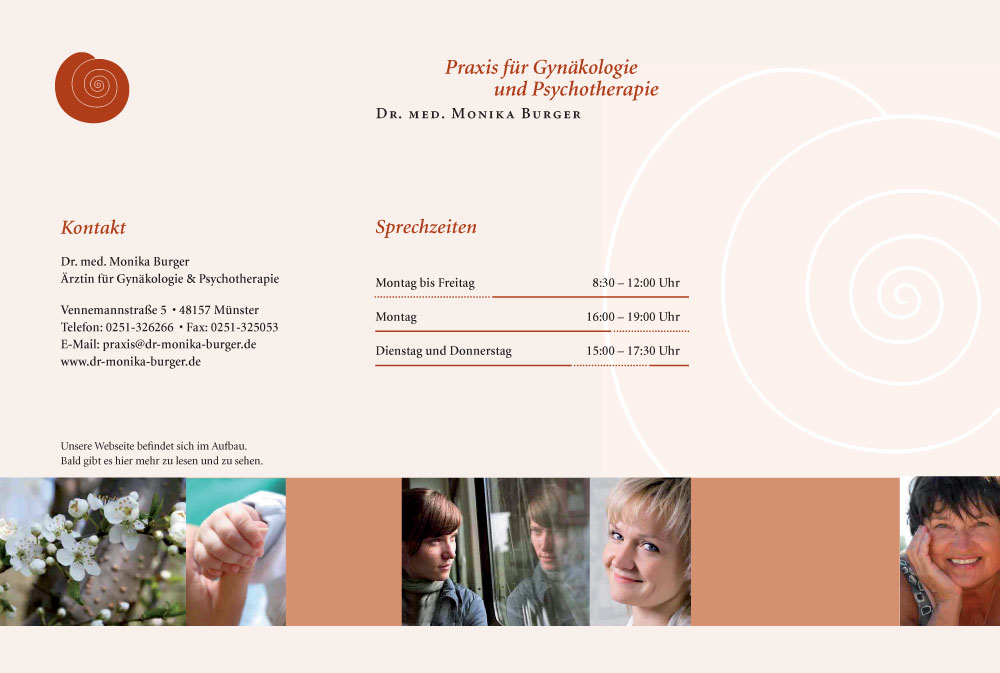 Praxis für Gynäkologie
und Psychotherapie
Dr. med. Monika Burger
Kontakt
Dr. med. Monika Burger
Ärztin für Gynäkologie & Psychotherapie
Vennemannstraße 5 • 48157 Münster
Telefon: 0251-326266 • Fax: 0251-325053
E-Mail: praxis@dr-monika-burger.de
www.dr-monika-burger.de
Unsere Webseite befindet sich im Aufbau.
Bald gibt es hier mehr zu lesen und zu sehen.
Sprechzeiten
Montag bis Freitag 8:30 – 12:00 Uhr
Montag 16:00 – 19:00 Uhr
Dienstag und Donnerstag 15:00 – 17:30 Uhr